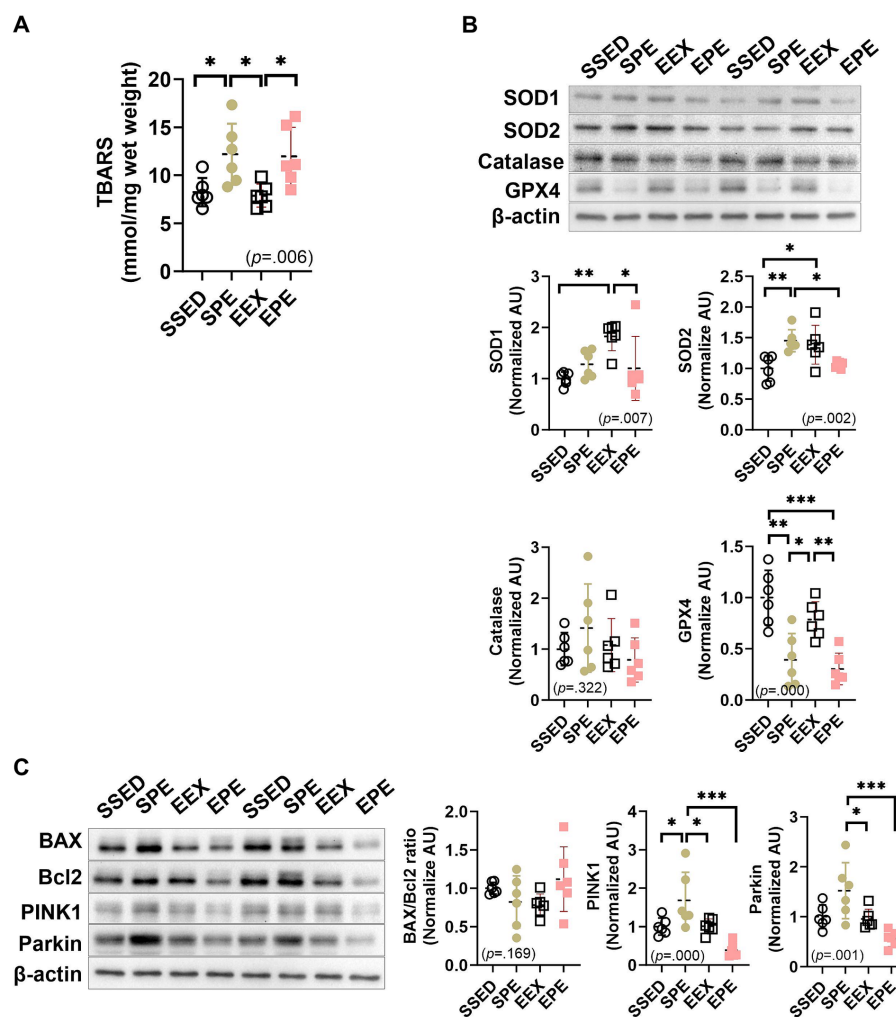 A
* * *
TBARS
(mmol/mg wet weight)
20
15
10
5
0
(p=.006)
SSED SPE EEX EPE
B
SSED SPE EEX EPE SSED SPE EEX EPE
SOD1
SOD2
Catalase
GPX4
β-actin
** *
SOD1
(Normalized AU)
3
2
1
0
(p=.007)
SSED SPE EEX EPE
*
** *
SOD2
(Normalized AU)
2.5
2.0
1.5
1.0
0.5
0.0
(p=.002)
SSED SPE EEX EPE
Catalase
(Normalized AU)
3
2
1
0
(p=.322)
SSED SPE EEX EPE
***
** * **
GPX4
(Normalize AU)
1.5
1.0
0.5
0.0
(p=.000)
SSED SPE EEX EPE
C
SSED SPE EEX EPE SSED SPE EEX EPE
BAX
Bcl2
PINK1
Parkin
β-actin
BAX/Bcl2 ratio
(Normalize AU)
2.0
1.5
1.0
0.5
0.0
(p=.169)
SSED SPE EEX EPE
***
* *
PINK1
(Normalized AU)
4
3
2
1
0
(p=.000)
SSED SPE EEX EPE
***
*
Parkin
(Normalized AU)
4
3
2
1
0
(p=.001)
SSED SPE EEX EPE